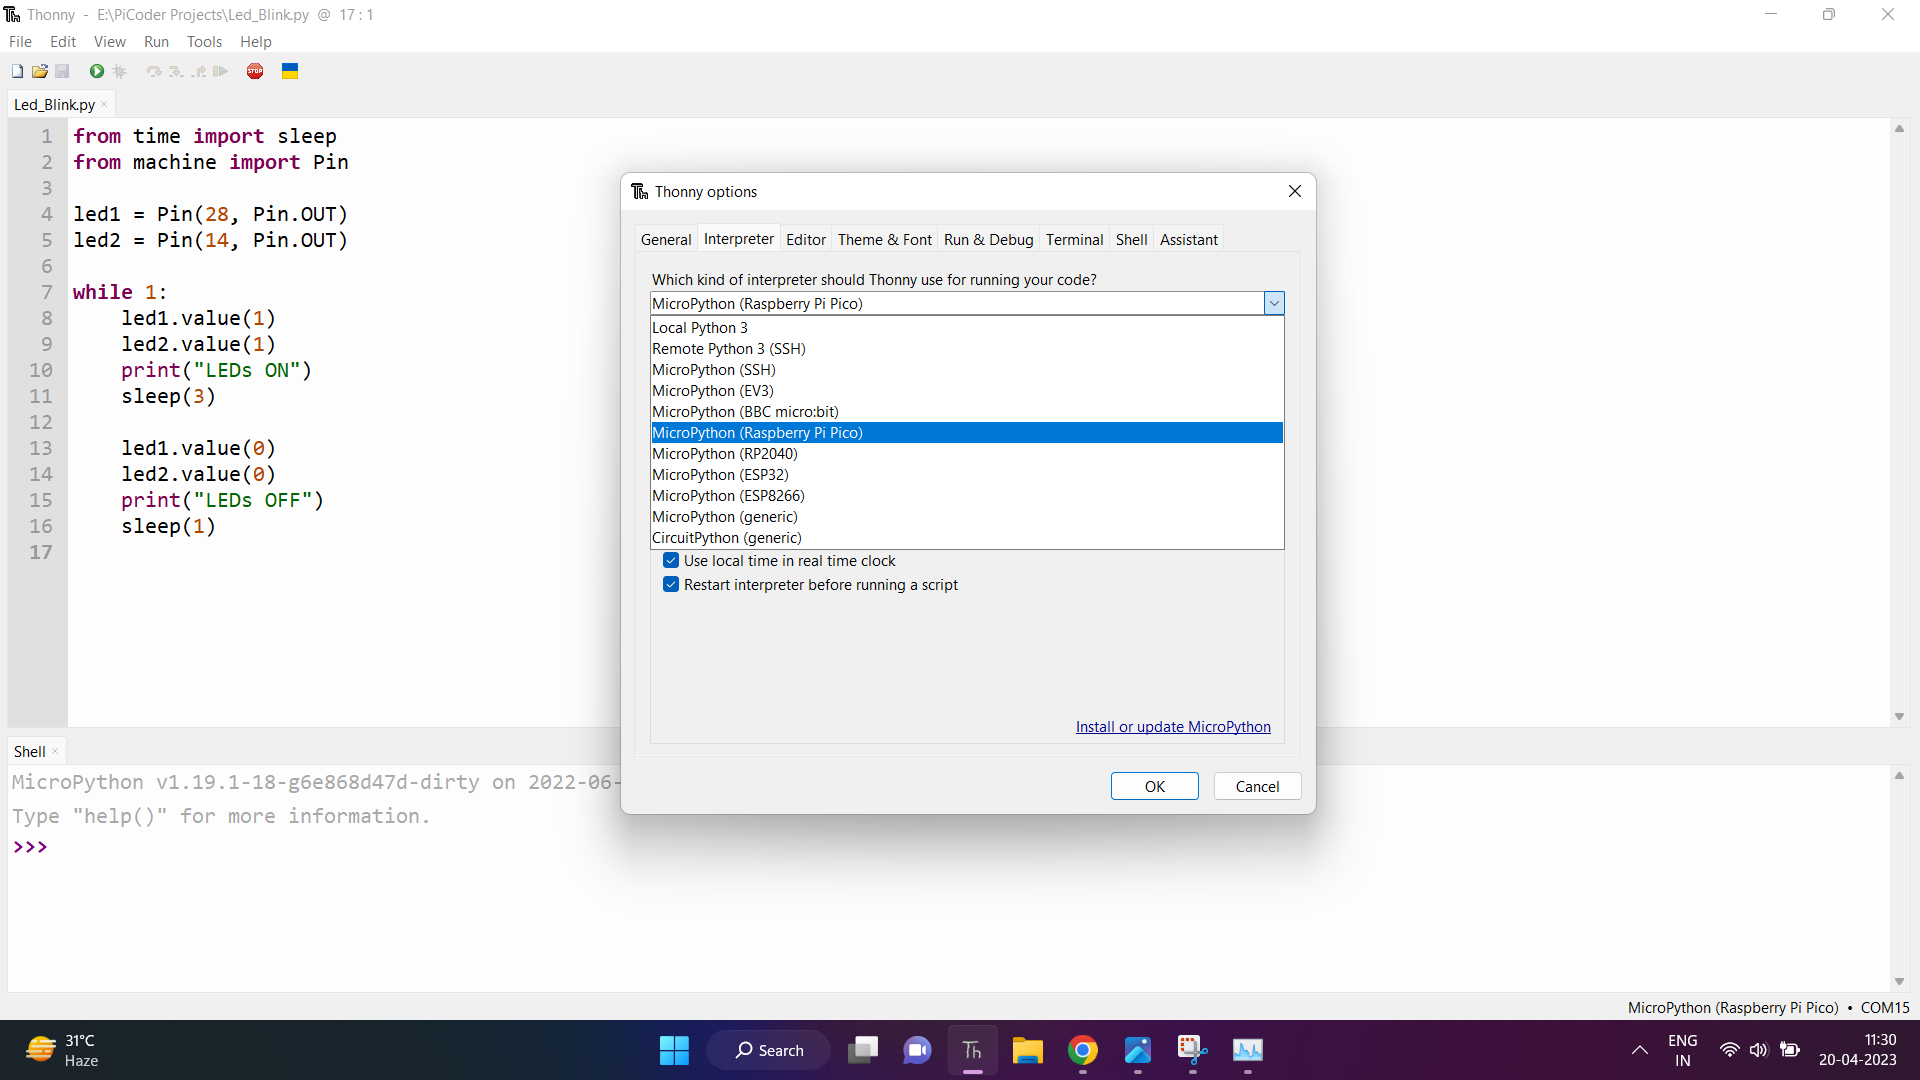 Thonny - E:\PiCoder Projects\Led_Blink.py @ 17 : 1
File Edit View Run Tools Help
STOP
Led_Blink.py ×
1 from time import sleep
2 from machine import Pin
3
4 led1 = Pin(28, Pin.OUT)
5 led2 = Pin(14, Pin.OUT)
6
7 while 1:
8 led1.value(1)
9 led2.value(1)
10 print("LEDs ON")
11 sleep(3)
12
13 led1.value(0)
14 led2.value(0)
15 print("LEDs OFF")
16 sleep(1)
17
Thonny options
General Interpreter Editor Theme & Font Run & Debug Terminal Shell Assistant
Which kind of interpreter should Thonny use for running your code?
MicroPython (Raspberry Pi Pico)
Local Python 3
Remote Python 3 (SSH)
MicroPython (SSH)
MicroPython (EV3)
MicroPython (BBC micro:bit)
MicroPython (Raspberry Pi Pico)
MicroPython (RP2040)
MicroPython (ESP32)
MicroPython (ESP8266)
MicroPython (generic)
CircuitPython (generic)
Use local time in real time clock
Restart interpreter before running a script
Install or update MicroPython
OK Cancel
Shell ×
MicroPython v1.19.1-18-g6e868d47d-dirty on 2022-06-
Type "help()" for more information.
>>>
MicroPython (Raspberry Pi Pico) • COM15
31°C
Haze
Search
Th
ENG
IN
11:30
20-04-2023